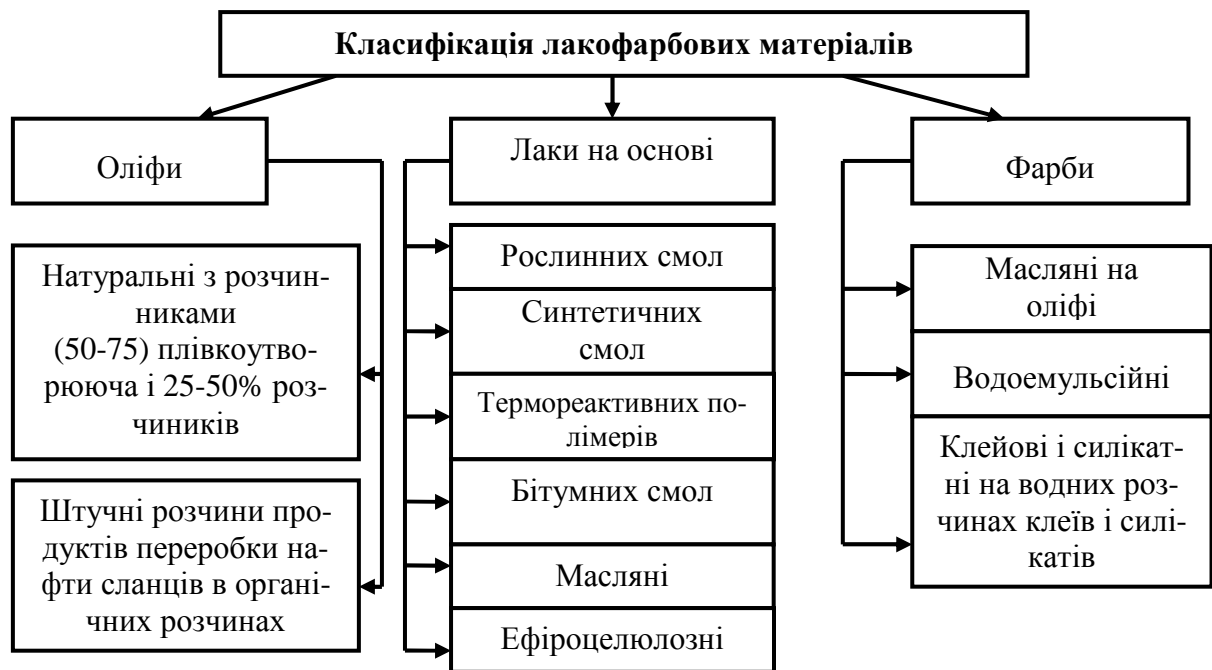 Класифікація лакофарбових матеріалів
Оліфи
Натуральні з розчин-
никами
(50-75) плівкоутво-
рююча і 25-50% роз-
чиників
Штучні розчини про-
дуктів переробки на-
фти сланців в органі-
чних розчинах
Лаки на основі
Рослинних смол
Синтетичних
смол
Термореактивних по-
лімерів
Бітумних смол
Масляні
Ефіроцелюлозні
Фарби
Масляні на
оліфі
Водоемульсійні
Клейові і силікат-
ні на водних роз-
чинах клеїв і силі-
катів